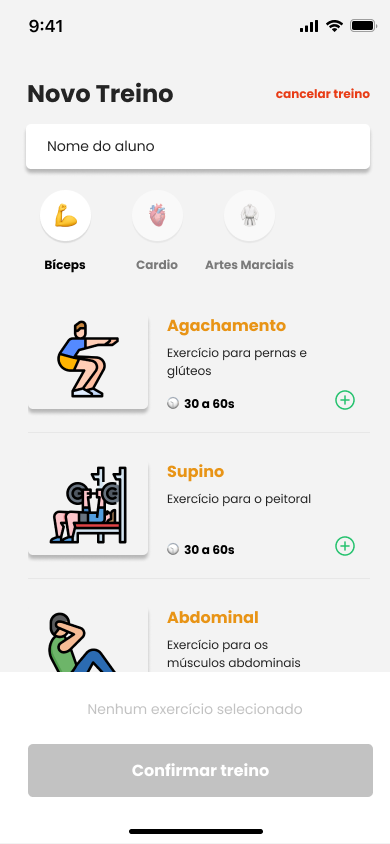 9:41
Novo Treino
cancelar treino
Nome do aluno
Bíceps
Cardio
Artes Marciais
Agachamento
Exercício para pernas e
glúteos
30 a 60s
Supino
Exercício para o peitoral
30 a 60s
Abdominal
Exercício para os
músculos abdominais
Nenhum exercício selecionado
Confirmar treino